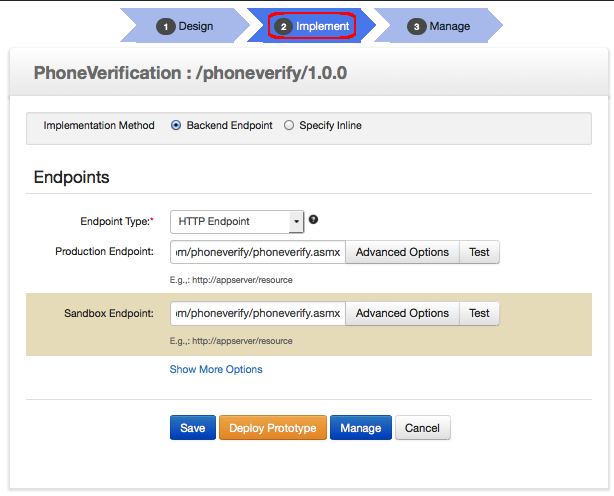 1 Design 2 Implement 3 Manage
PhoneVerification : /phoneverify/1.0.0
Implementation Method Backend Endpoint Specify Inline
Endpoints
Endpoint Type:* HTTP Endpoint ?
Production Endpoint: om/phoneverify/phoneverify.asmx Advanced Options Test
E.g.,: http://appserver/resource
Sandbox Endpoint: om/phoneverify/phoneverify.asmx Advanced Options Test
E.g.,: http://appserver/resource
Show More Options
Save Deploy Prototype Manage Cancel